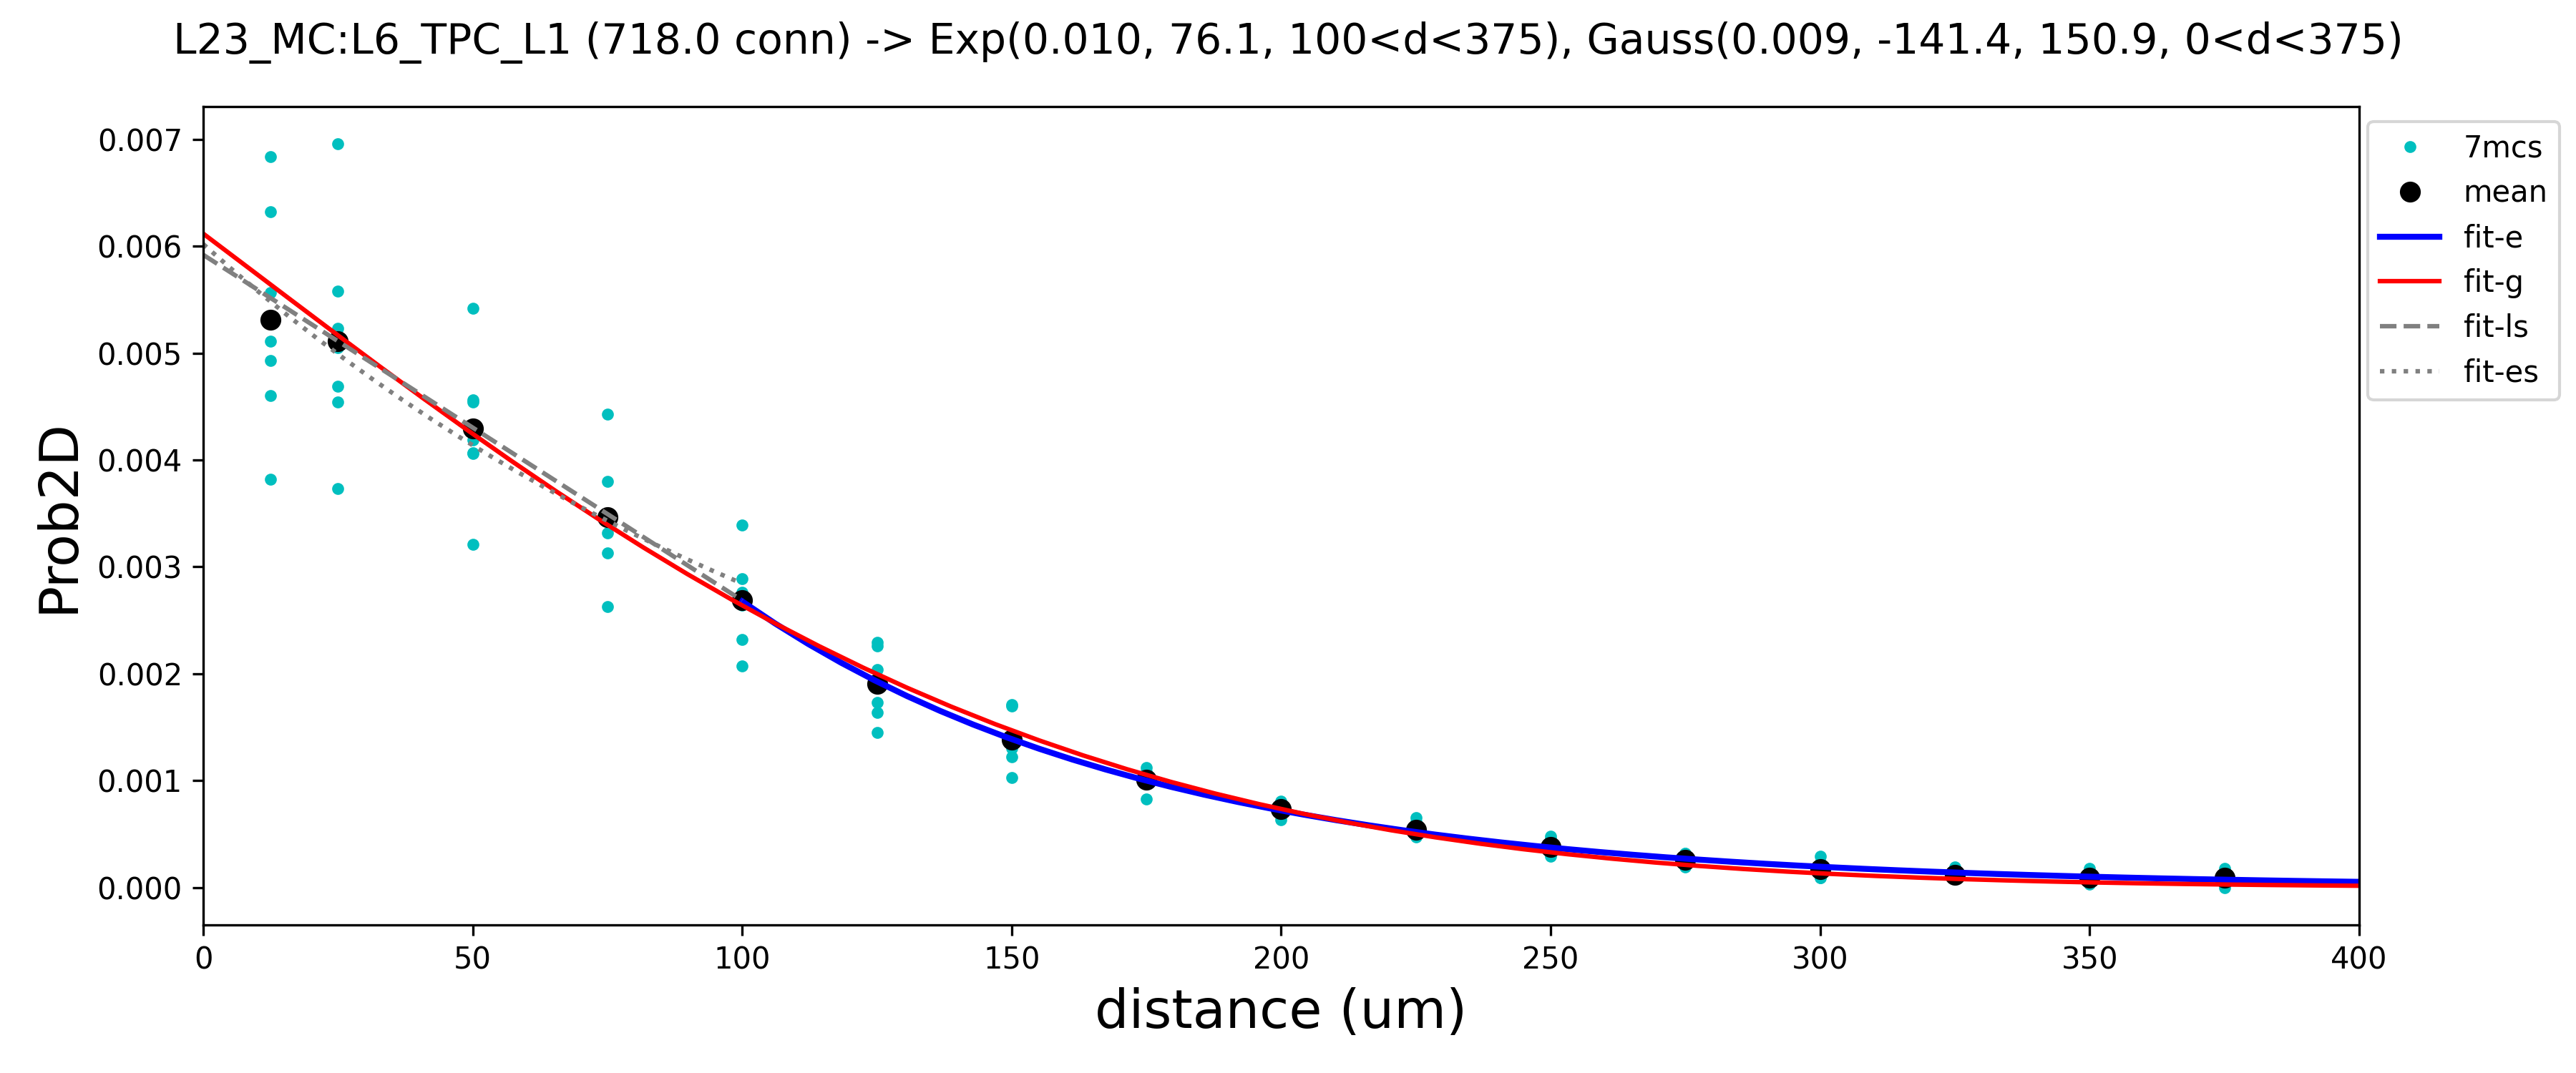 L23_MC:L6_TPC_L1 (718.0 conn) -> Exp(0.010, 76.1, 100<d<375), Gauss(0.009, -141.4, 150.9, 0<d<375)
0.007
0.006
0.005
0.004
0.003
0.002
0.001
0.000
Prob2D
0 50 100 150 200 250 300 350 400
distance (um)
7mcs
mean
fit-e
fit-g
fit-ls
fit-es